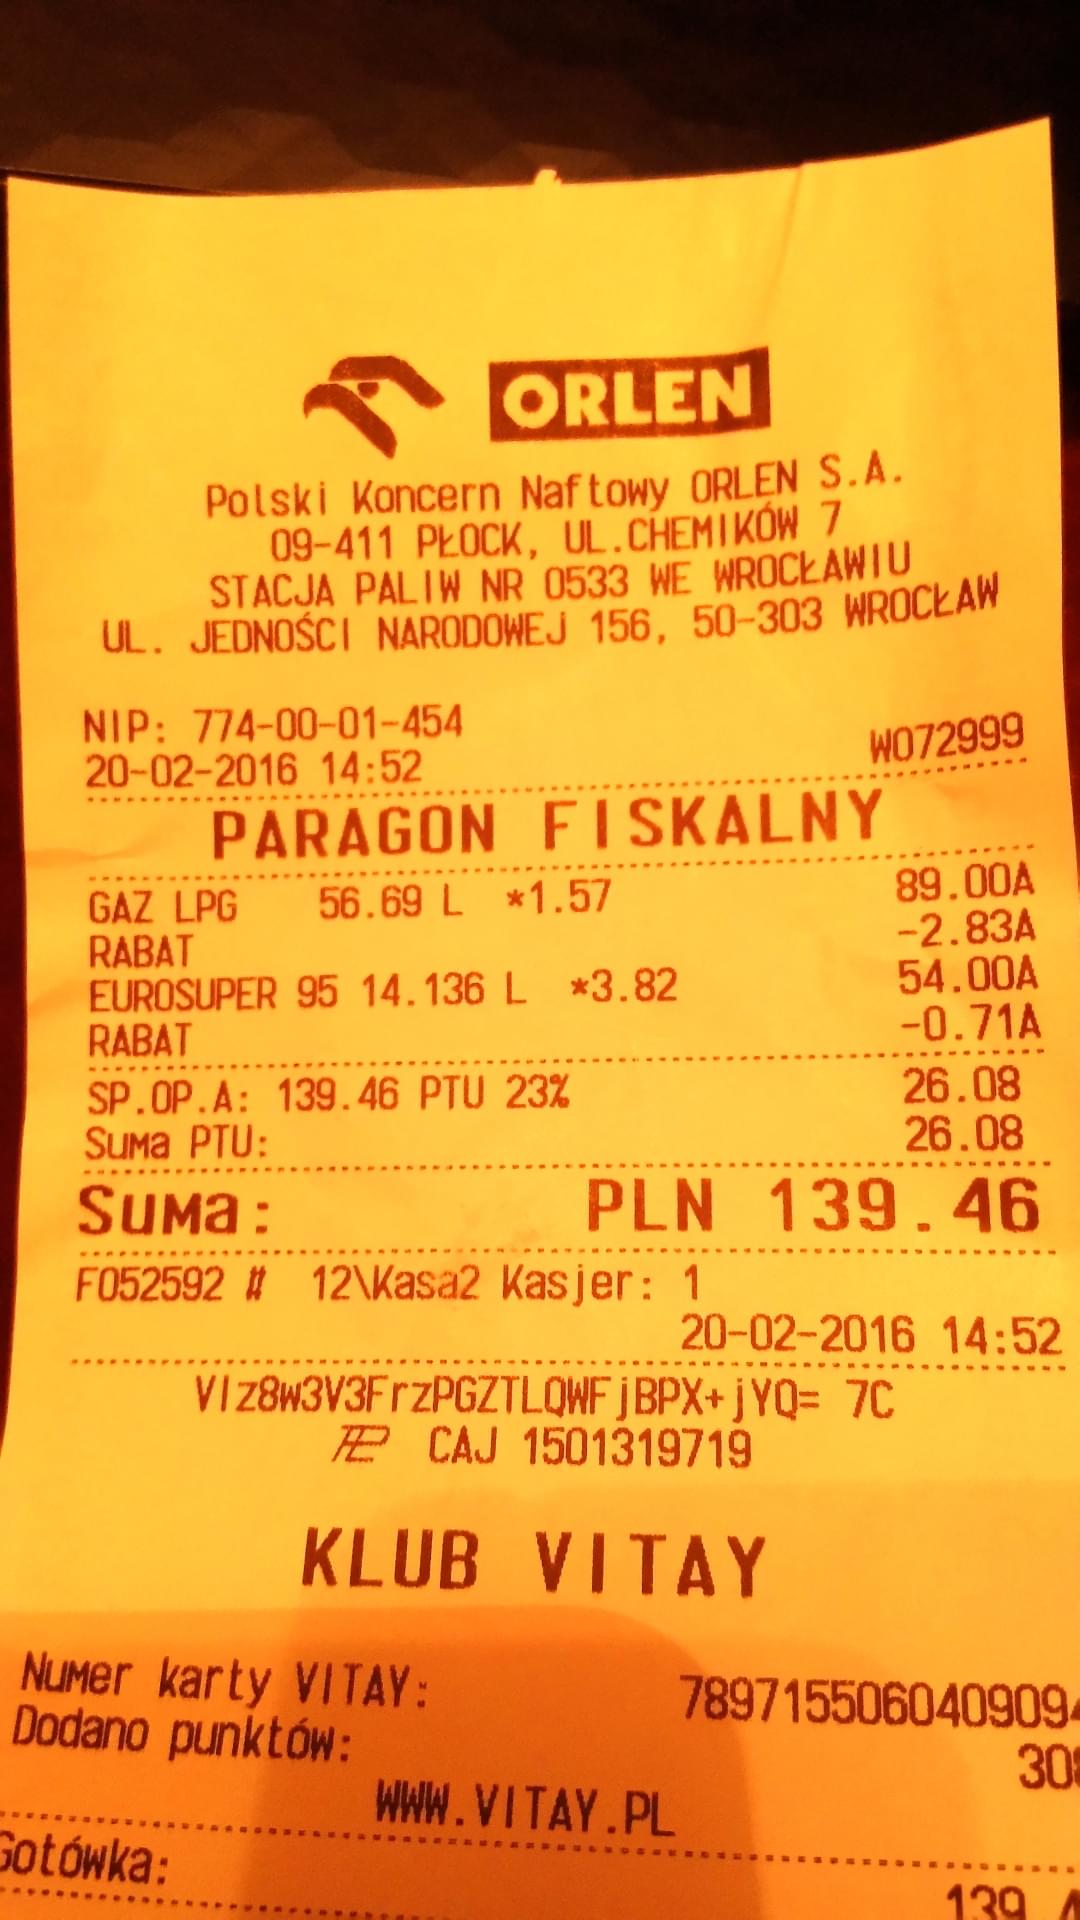 ORLEN
Polski Koncern Naftowy ORLEN S.A.
09-411 PŁOCK, UL.CHEMIKÓW 7
STACJA PALIW NR 0533 WE WROCŁAWIU
UL. JEDNOŚCI NARODOWEJ 156, 50-303 WROCŁAW
NIP: 774-00-01-454
20-02-2016 14:52 W072999
PARAGON FISKALNY
GAZ LPG 56.69 L *1.57 89.00A
RABAT -2.83A
EUROSUPER 95 14.136 L *3.82 54.00A
RABAT -0.71A
SP.OP.A: 139.46 PTU 23% 26.08
Suma PTU: 26.08
Suma: PLN 139.46
F052592 # 12\Kasa2 Kasjer: 1
20-02-2016 14:52
VIz8w3V3FrzPGZTLQWFjBPX+jYQ= 7C
CAJ 1501319719
KLUB VITAY
Numer karty VITAY:
Dodano punktów:
WWW.VITAY.PL
Gotówka: